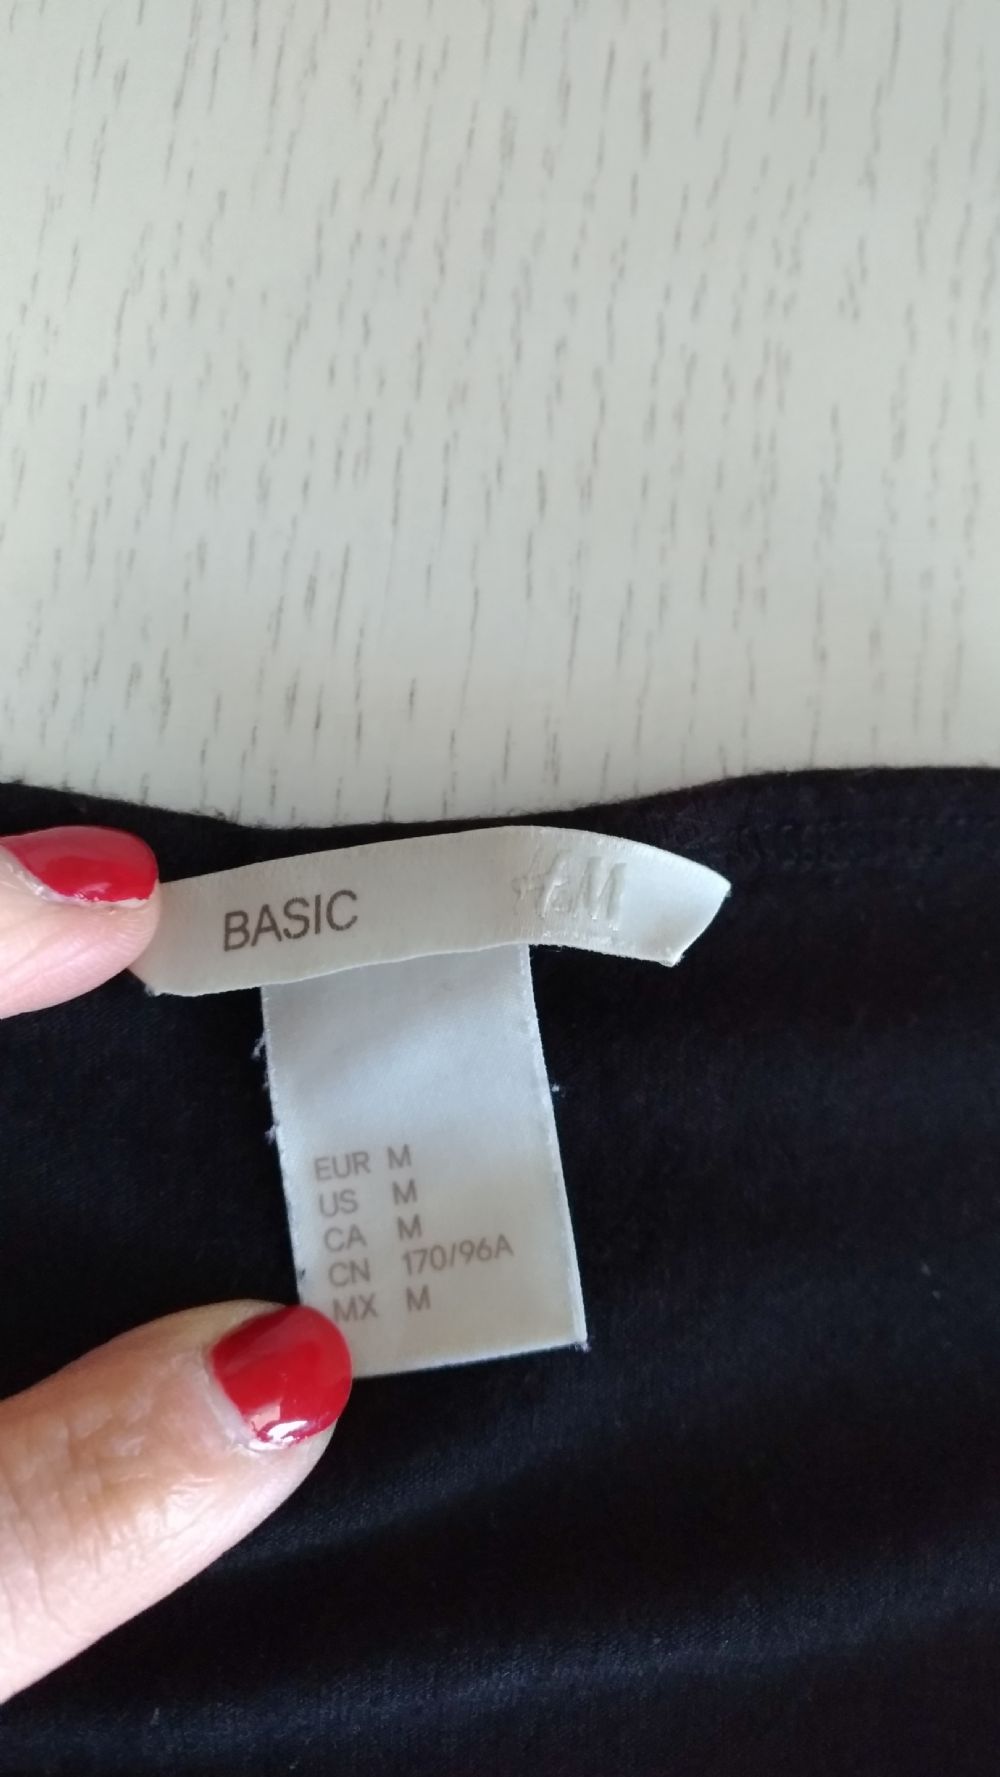 BASIC H&M
EUR M
US M
CA M
CN 170/96A
MX M